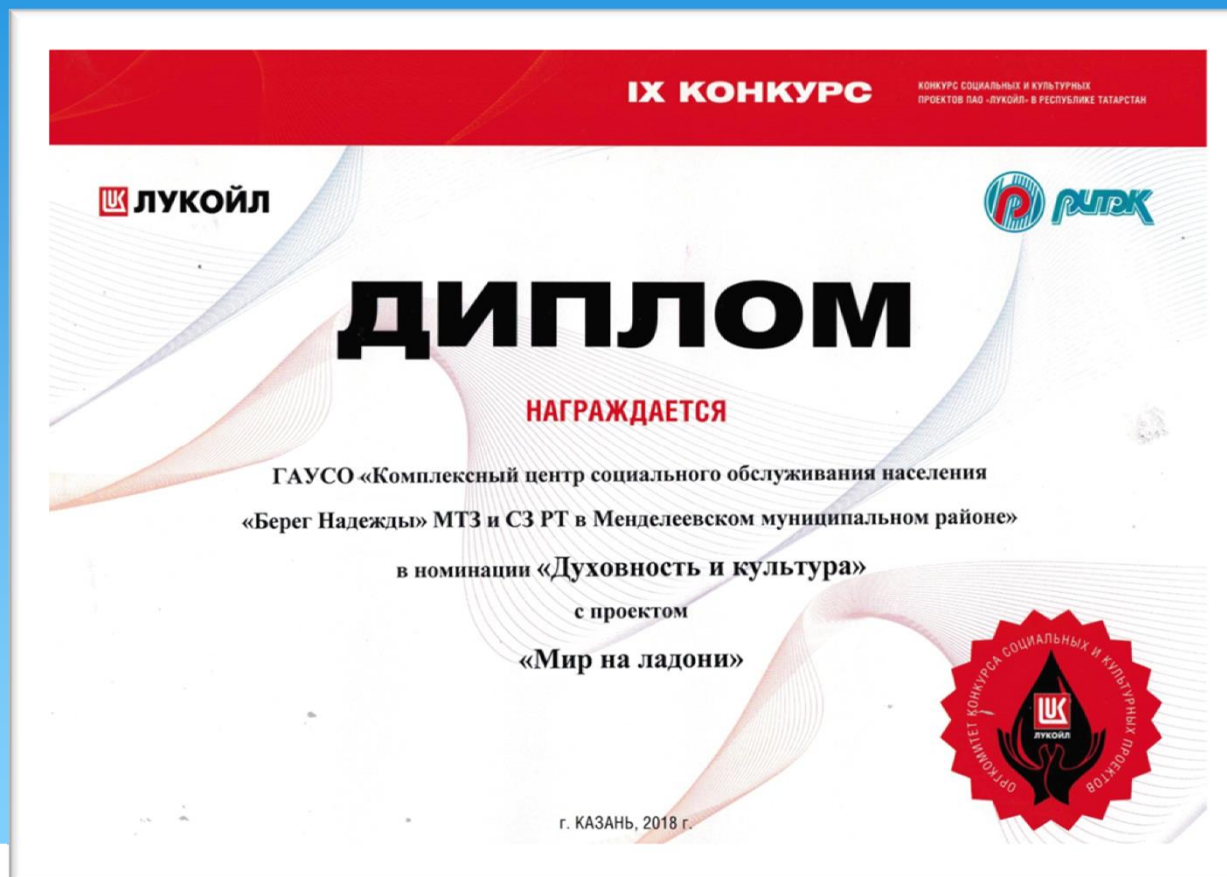 IX КОНКУРС
КОНКУРС СОЦИАЛЬНЫХ И КУЛЬТУРНЫХ
ПРОЕКТОВ ПАО «ЛУКОЙЛ» В РЕСПУБЛИКЕ ТАТАРСТАН
ЛУКОЙЛ
РИТЭК
ДИПЛОМ
НАГРАЖДАЕТСЯ
ГАУСО «Комплексный центр социального обслуживания населения
«Берег Надежды» МТЗ и СЗ РТ в Менделеевском муниципальном районе»
в номинации «Духовность и культура»
с проектом
«Мир на ладони»
ОРГКОМИТЕТ КОНКУРСА СОЦИАЛЬНЫХ И КУЛЬТУРНЫХ ПРОЕКТОВ
ЛУКОЙЛ
г. КАЗАНЬ, 2018 г.